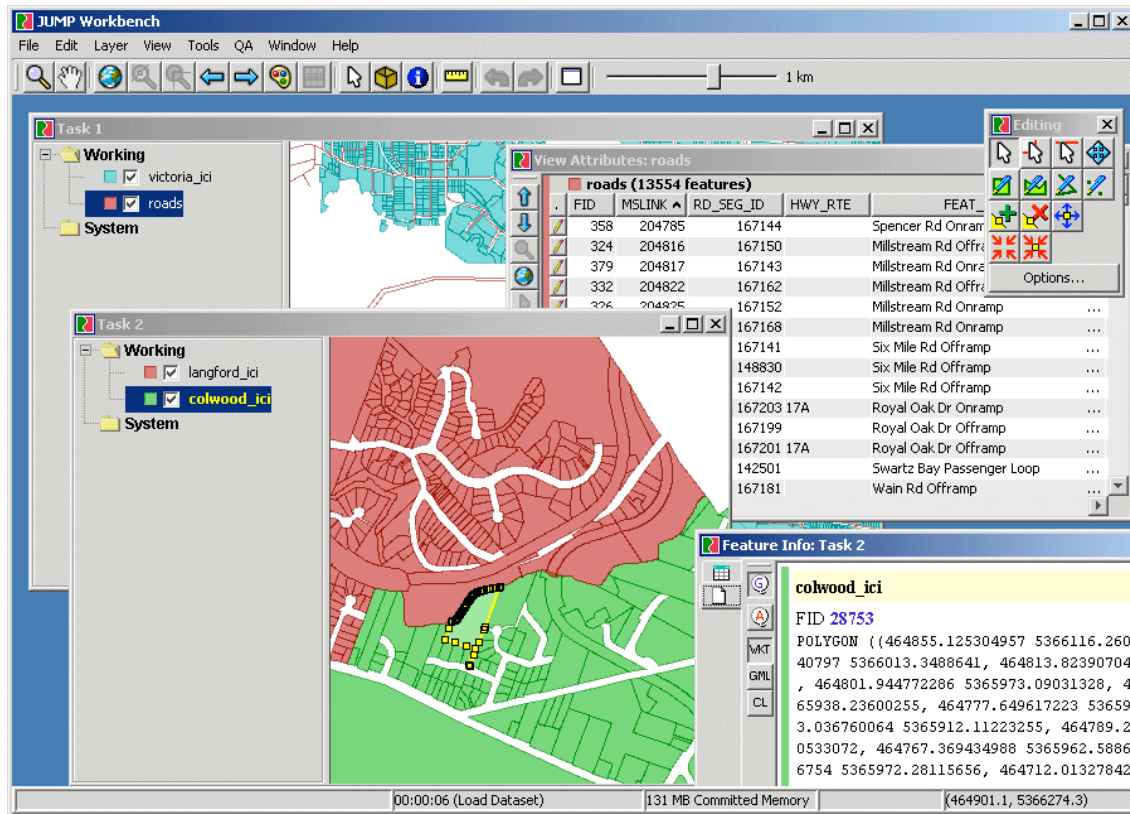 JUMP Workbench
File Edit Layer View Tools QA Window Help
1 km
Task 1
Working
victoria_ici
roads
System
View Attributes: roads
roads (13554 features)
. FID MSLINK RD_SEG_ID HWY_RTE FEAT_
358 204785 167144 Spencer Rd Onram
324 204816 167150 Millstream Rd Offra
379 204817 167143 Millstream Rd Onra
332 204822 167162 Millstream Rd Offra
326 204825 167152 Millstream Rd Onramp ...
167168 Millstream Rd Onramp ...
167141 Six Mile Rd Offramp ...
148830 Six Mile Rd Offramp ...
167142 Six Mile Rd Offramp ...
167203 17A Royal Oak Dr Onramp ...
167199 Royal Oak Dr Offramp ...
167201 17A Royal Oak Dr Offramp ...
142501 Swartz Bay Passenger Loop ...
167181 Wain Rd Offramp ...
Editing
Options...
Task 2
Working
langford_ici
colwood_ici
System
Feature Info: Task 2
G
A
WKT
GML
CL
colwood_ici
FID 28753
POLYGON ((464855.125304957 5366116.260
40797 5366013.3488641, 464813.82390704
, 464801.944772286 5365973.09031328, 4
65938.23600255, 464777.649617223 53659
3.036760064 5365912.11223255, 464789.2
0533072, 464767.369434988 5365962.5886
6754 5365972.28115656, 464712.01327842
00:00:06 (Load Dataset) 131 MB Committed Memory (464901.1, 5366274.3)